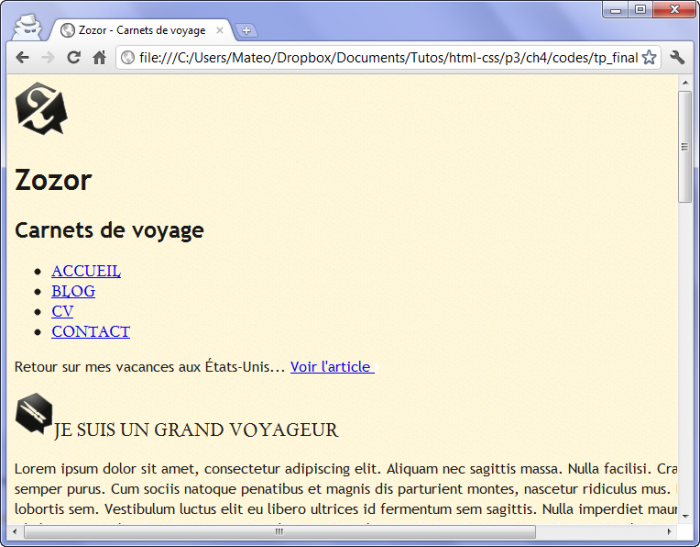 Zozor - Carnets de voyage
file:///C:/Users/Mateo/Dropbox/Documents/Tutos/html-css/p3/ch4/codes/tp_final
Zozor
Carnets de voyage
ACCUEIL
BLOG
CV
CONTACT
Retour sur mes vacances aux États-Unis... Voir l'article
JE SUIS UN GRAND VOYAGEUR
Lorem ipsum dolor sit amet, consectetur adipiscing elit. Aliquam nec sagittis massa. Nulla facilisi. Cra
semper purus. Cum sociis natoque penatibus et magnis dis parturient montes, nascetur ridiculus mus.
lobortis sem. Vestibulum luctus elit eu libero ultrices id fermentum sem sagittis. Nulla imperdiet maur